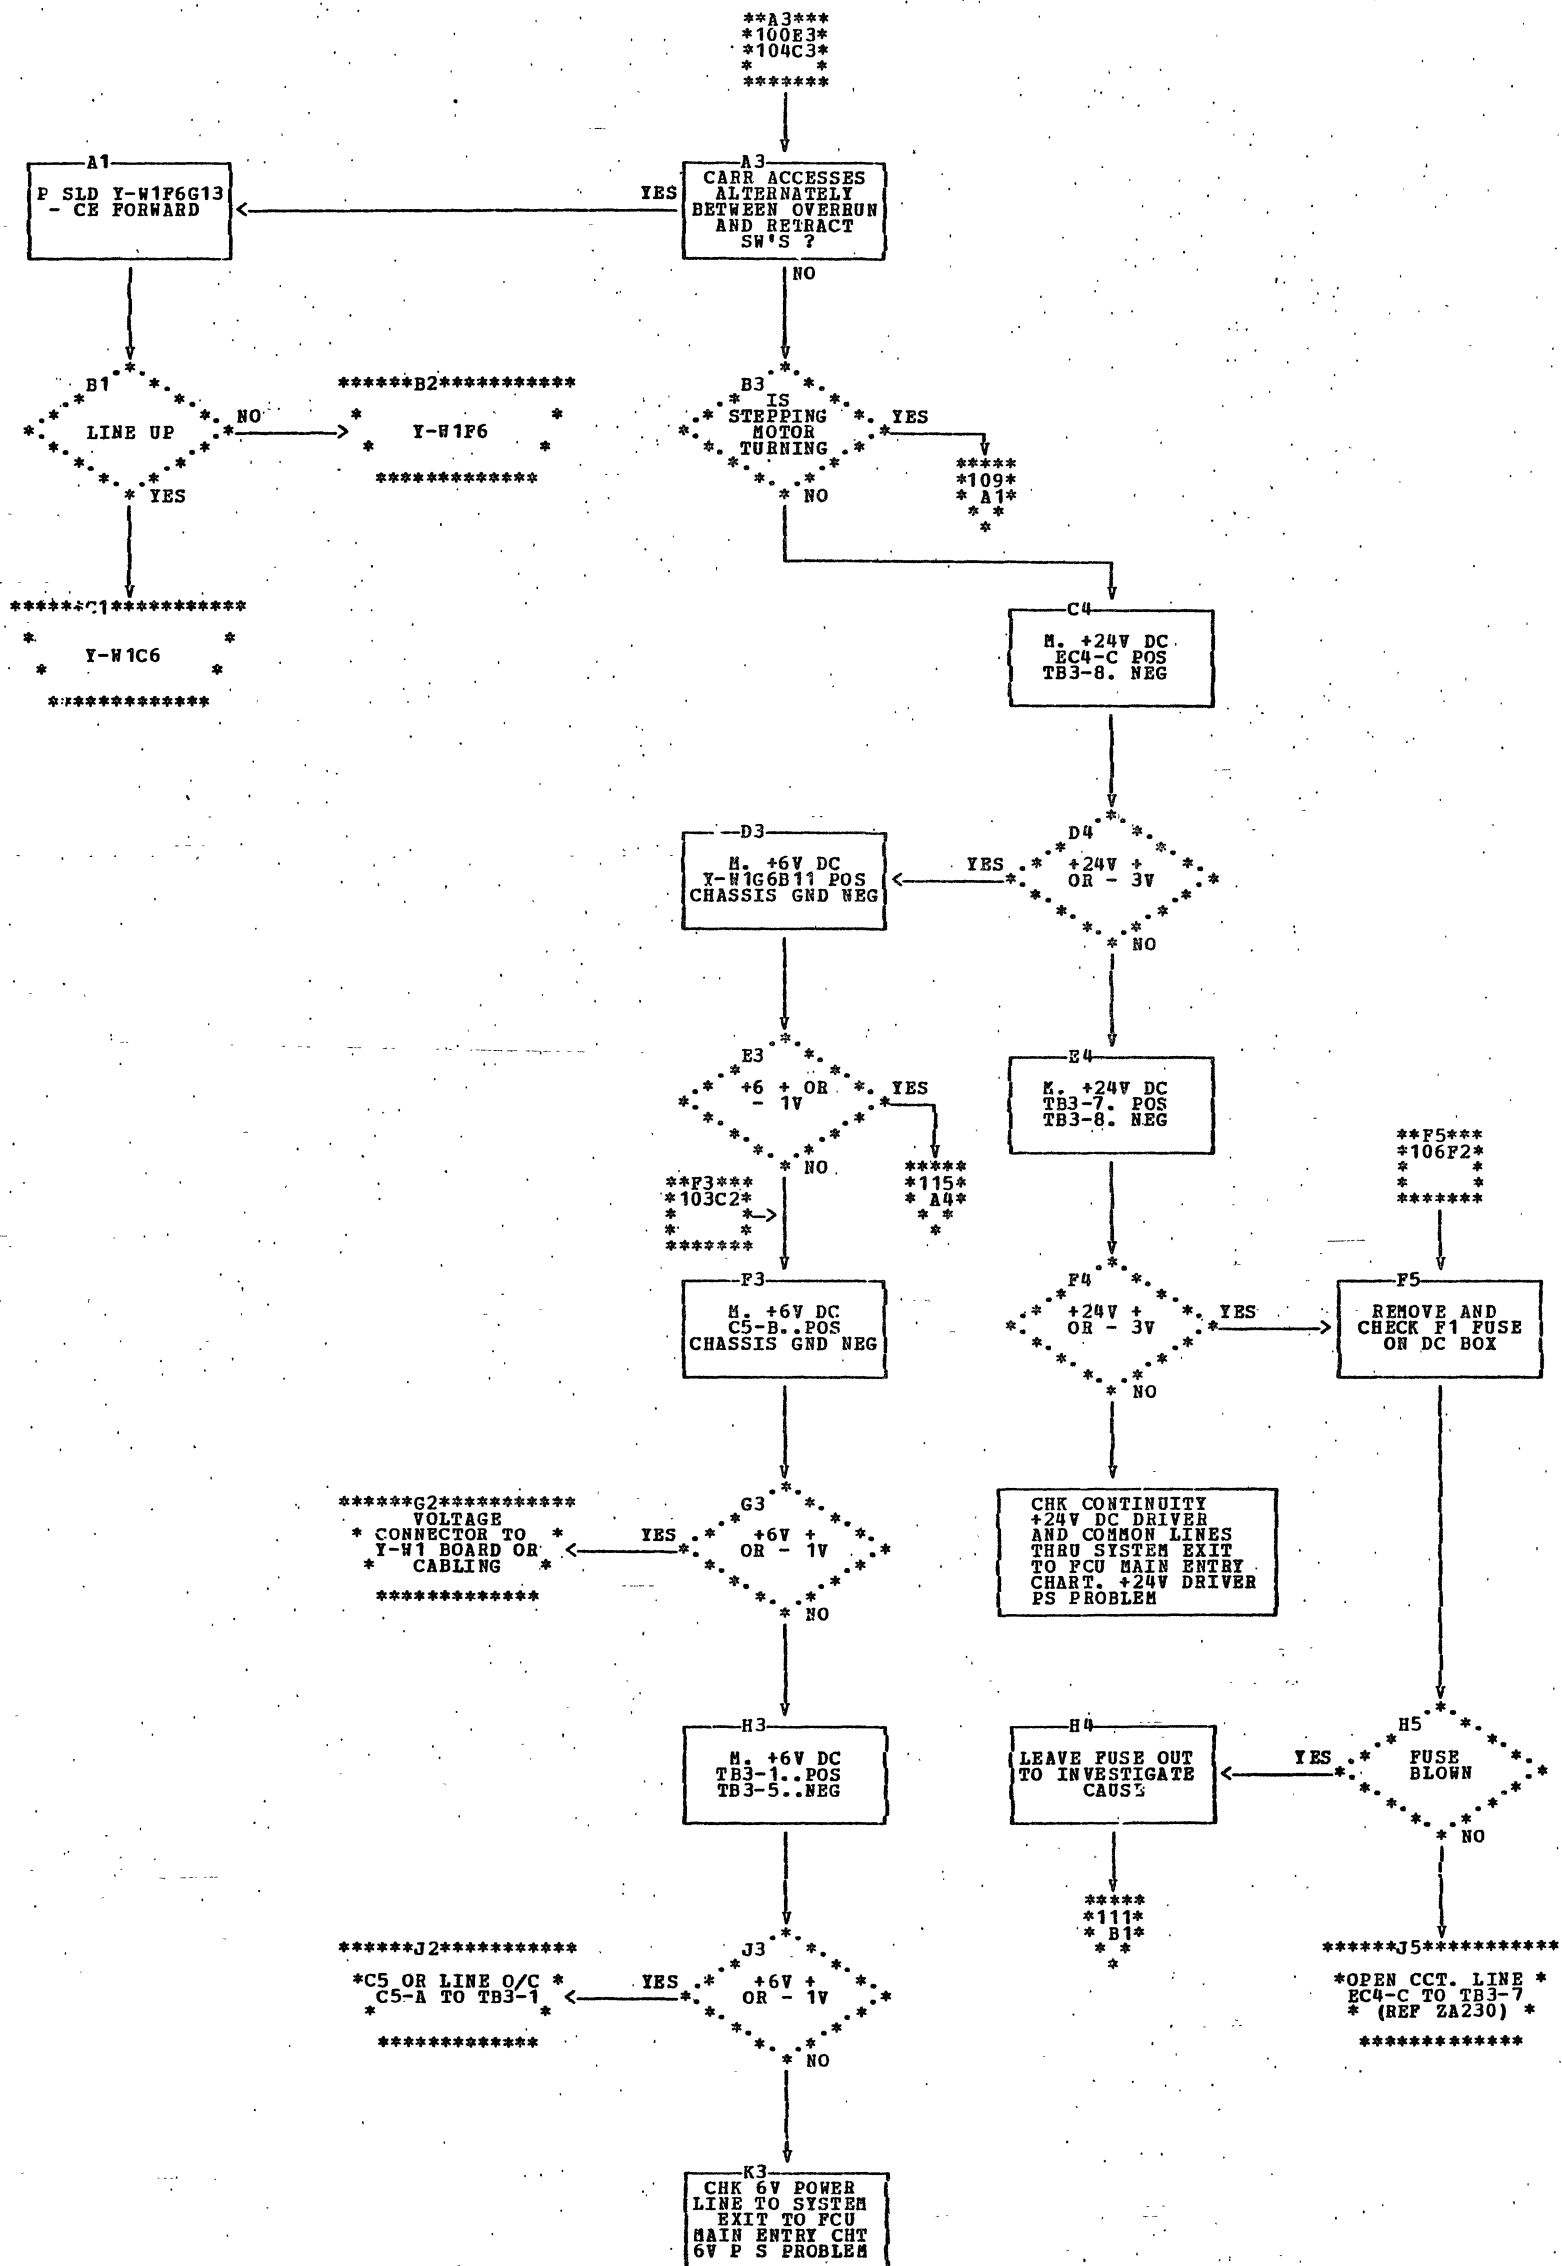 **A3***
*100E3*
*104C3*
*     *
*******
A1
P SLD Y-W1F6G13
- CE FORWARD
A3
CARR ACCESSES
ALTERNATELY
BETWEEN OVERRUN
AND RETRACT
SW'S ?
YES
NO
B1
LINE UP
NO
YES
******B2***********
* *
Y-W1F6
* *
*************
B3
IS
STEPPING
MOTOR
TURNING
YES
NO
*****
*109*
* A1*
* *
*
******C1***********
* *
Y-W1C6
* *
*************
C4
M. +24V DC
EC4-C POS
TB3-8. NEG
D3
M. +6V DC
Y-W1G6B11 POS
CHASSIS GND NEG
D4
+24V +
OR - 3V
YES
NO
E3
+6 + OR
- 1V
YES
NO
*****
*115*
* A4*
* *
*
E4
M. +24V DC
TB3-7. POS
TB3-8. NEG
**F3***
*103C2*
*     *
*     *
*******
**F5***
*106F2*
*     *
*     *
*******
F3
M. +6V DC
C5-B..POS
CHASSIS GND NEG
F4
+24V +
OR - 3V
YES
NO
F5
REMOVE AND
CHECK F1 FUSE
ON DC BOX
******G2***********
VOLTAGE
* CONNECTOR TO *
Y-W1 BOARD OR
* CABLING *
*************
G3
+6V +
OR - 1V
YES
NO
CHK CONTINUITY
+24V DC DRIVER
AND COMMON LINES
THRU SYSTEM EXIT
TO FCU MAIN ENTRY
CHART. +24V DRIVER
PS PROBLEM
H3
M. +6V DC
TB3-1..POS
TB3-5..NEG
H4
LEAVE FUSE OUT
TO INVESTIGATE
CAUSE
H5
FUSE
BLOWN
YES
NO
*****
*111*
* B1*
* *
*
******J2***********
*C5 OR LINE O/C *
C5-A TO TB3-1
* *
*************
J3
+6V +
OR - 1V
YES
NO
******J5***********
*OPEN CCT. LINE *
EC4-C TO TB3-7
* (REF ZA230) *
*************
K3
CHK 6V POWER
LINE TO SYSTEM
EXIT TO FCU
MAIN ENTRY CHT
6V P S PROBLEM